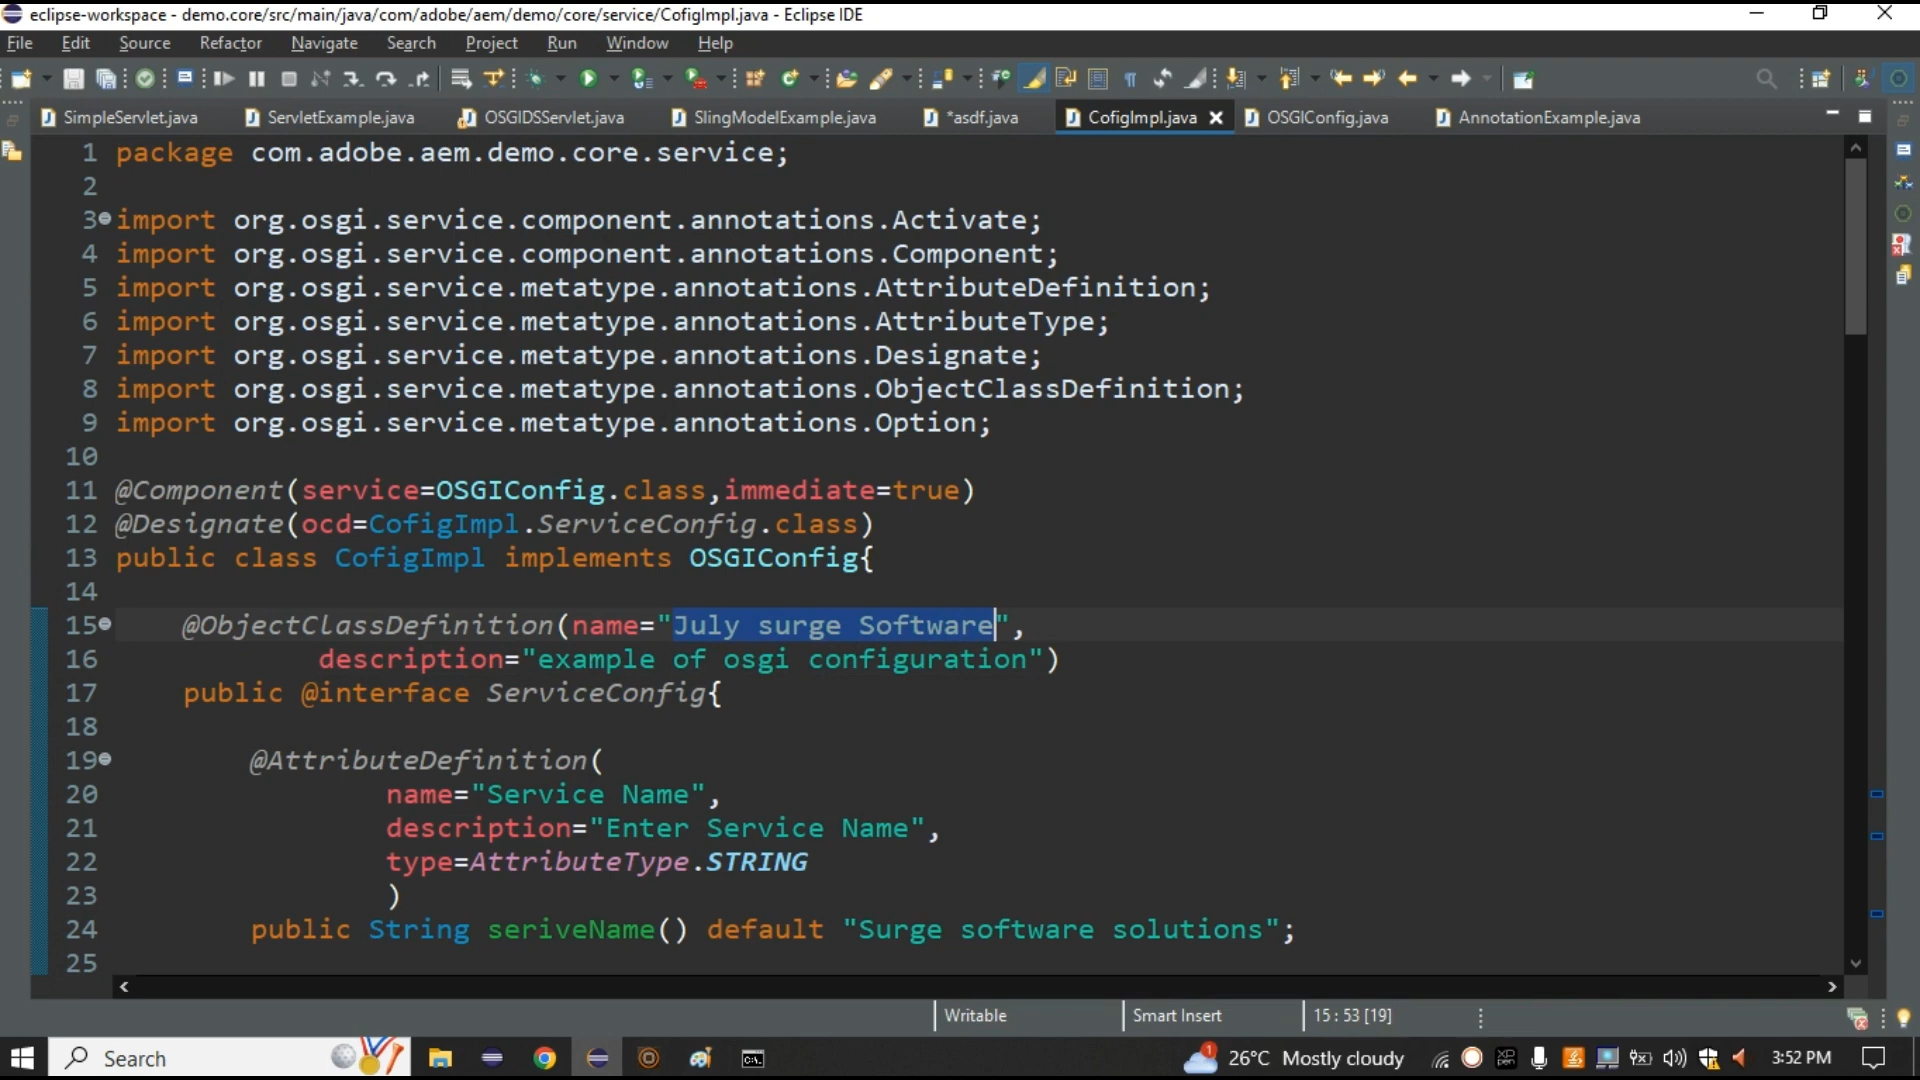 eclipse-workspace - demo.core/src/main/java/com/adobe/aem/demo/core/service/CofigImpl.java - Eclipse IDE
File Edit Source Refactor Navigate Search Project Run Window Help
SimpleServlet.java ServletExample.java OSGIDSServlet.java SlingModelExample.java *asdf.java CofigImpl.java OSGIConfig.java AnnotationExample.java
1 package com.adobe.aem.demo.core.service;
2
3 import org.osgi.service.component.annotations.Activate;
4 import org.osgi.service.component.annotations.Component;
5 import org.osgi.service.metatype.annotations.AttributeDefinition;
6 import org.osgi.service.metatype.annotations.AttributeType;
7 import org.osgi.service.metatype.annotations.Designate;
8 import org.osgi.service.metatype.annotations.ObjectClassDefinition;
9 import org.osgi.service.metatype.annotations.Option;
10
11 @Component(service=OSGIConfig.class,immediate=true)
12 @Designate(ocd=CofigImpl.ServiceConfig.class)
13 public class CofigImpl implements OSGIConfig{
14
15 @ObjectClassDefinition(name="July surge Software",
16 description="example of osgi configuration")
17 public @interface ServiceConfig{
18
19 @AttributeDefinition(
20 name="Service Name",
21 description="Enter Service Name",
22 type=AttributeType.STRING
23 )
24 public String seriveName() default "Surge software solutions";
25
Writable Smart Insert 15 : 53 [19]
Search 1 26°C Mostly cloudy 3:52 PM